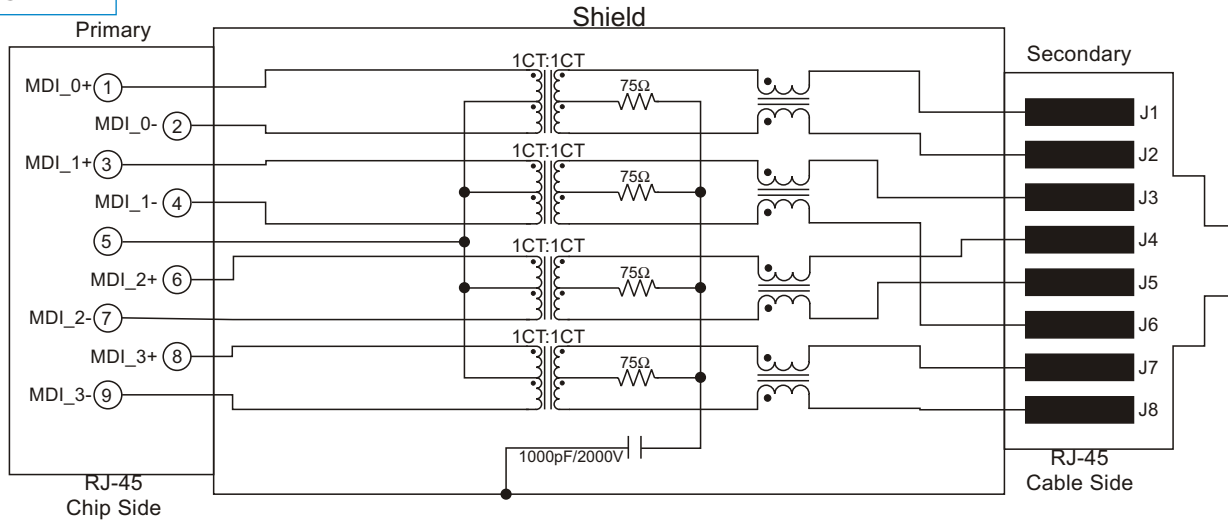 Shield
Primary
Secondary
1CT:1CT
75Ω
MDI_0+ 1
MDI_0- 2
J1
J2
1CT:1CT
75Ω
MDI_1+ 3
MDI_1- 4
J3
J4
5
1CT:1CT
75Ω
MDI_2+ 6
MDI_2- 7
J5
J6
1CT:1CT
75Ω
MDI_3+ 8
MDI_3- 9
J7
J8
1000pF/2000V
RJ-45
Chip Side
RJ-45
Cable Side